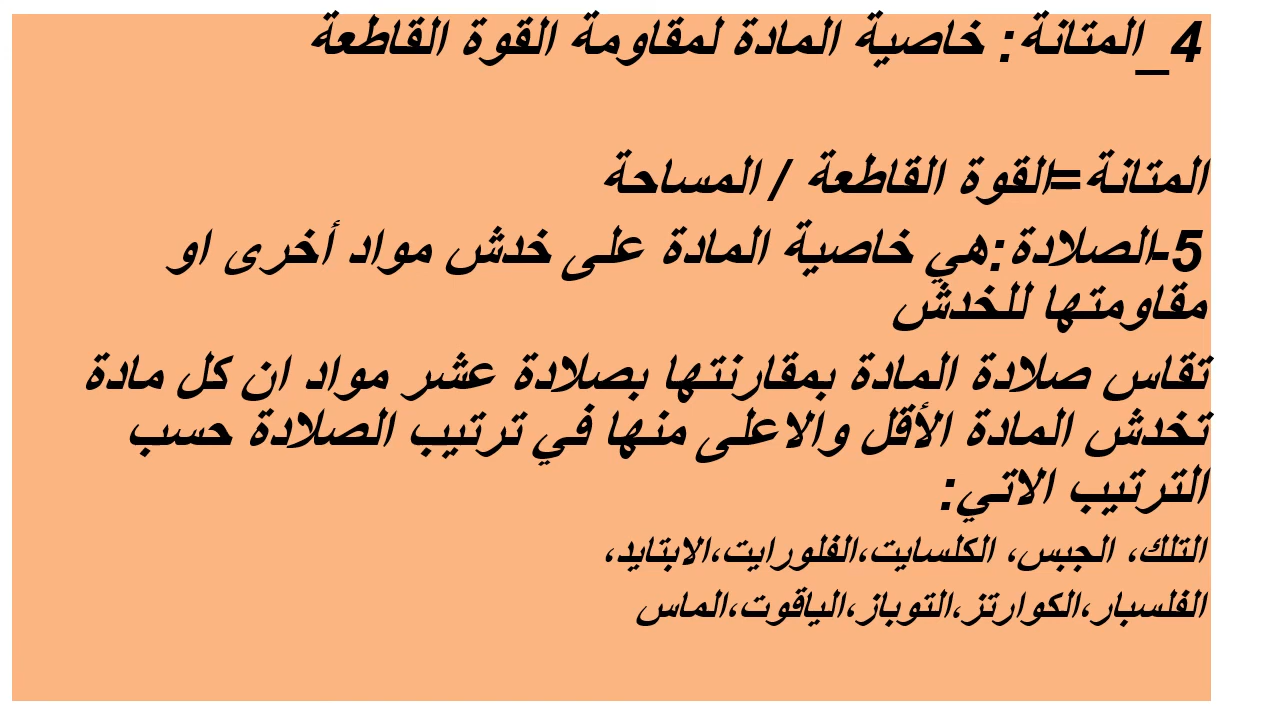 4_المتانة: خاصية المادة لمقاومة القوة القاطعة
المتانة=القوة القاطعة / المساحة
5-الصلادة:هي خاصية المادة على خدش مواد أخرى او
مقاومتها للخدش
تقاس صلادة المادة بمقارنتها بصلادة عشر مواد ان كل مادة
تخدش المادة الأقل والاعلى منها في ترتيب الصلادة حسب
الترتيب الاتي:
التلك، الجبس، الكلسايت،الفلورايت،الابتايد،
الفلسبار،الكوارتز،التوباز،الياقوت،الماس